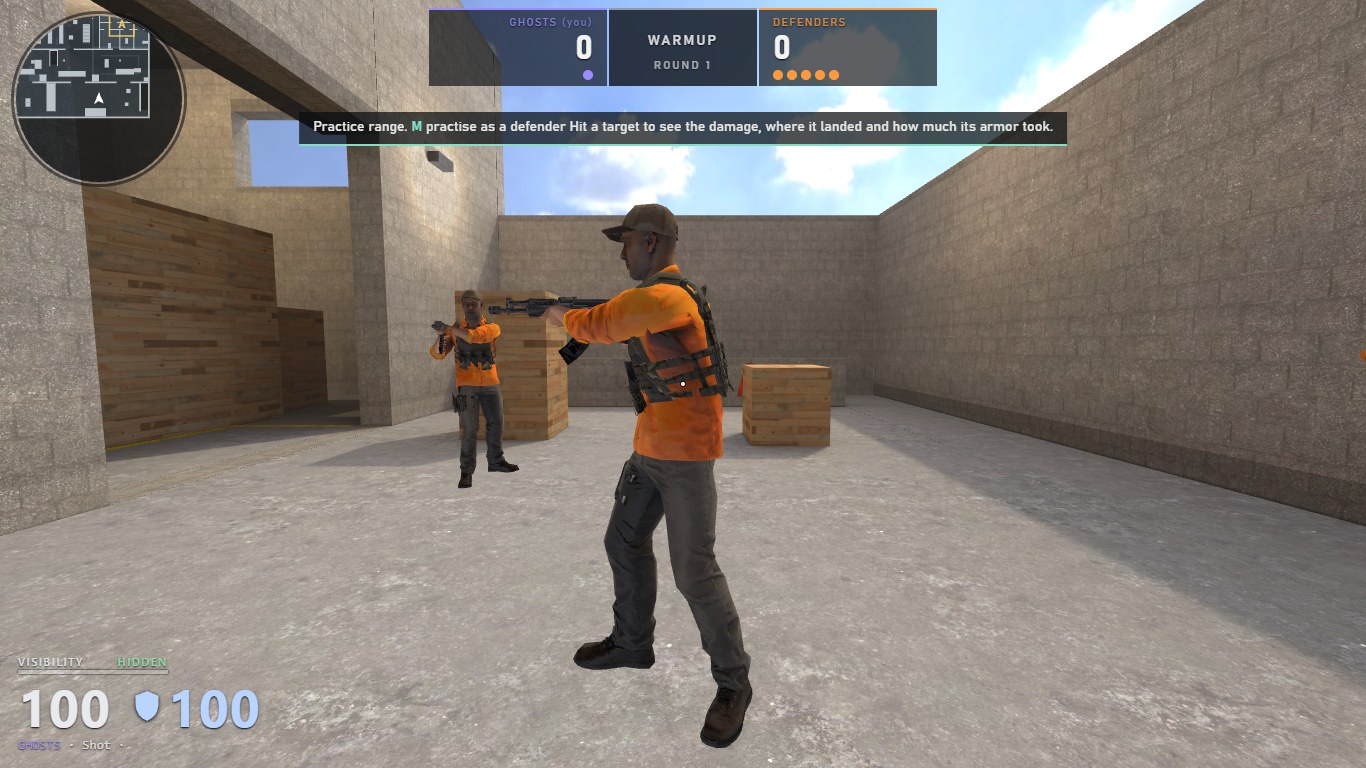 A
GHOSTS (you)
0
WARMUP
ROUND 1
DEFENDERS
0
Practice range. M practise as a defender Hit a target to see the damage, where it landed and how much its armor took.
VISIBILITY HIDDEN
100 100
GHOSTS · Shot ·